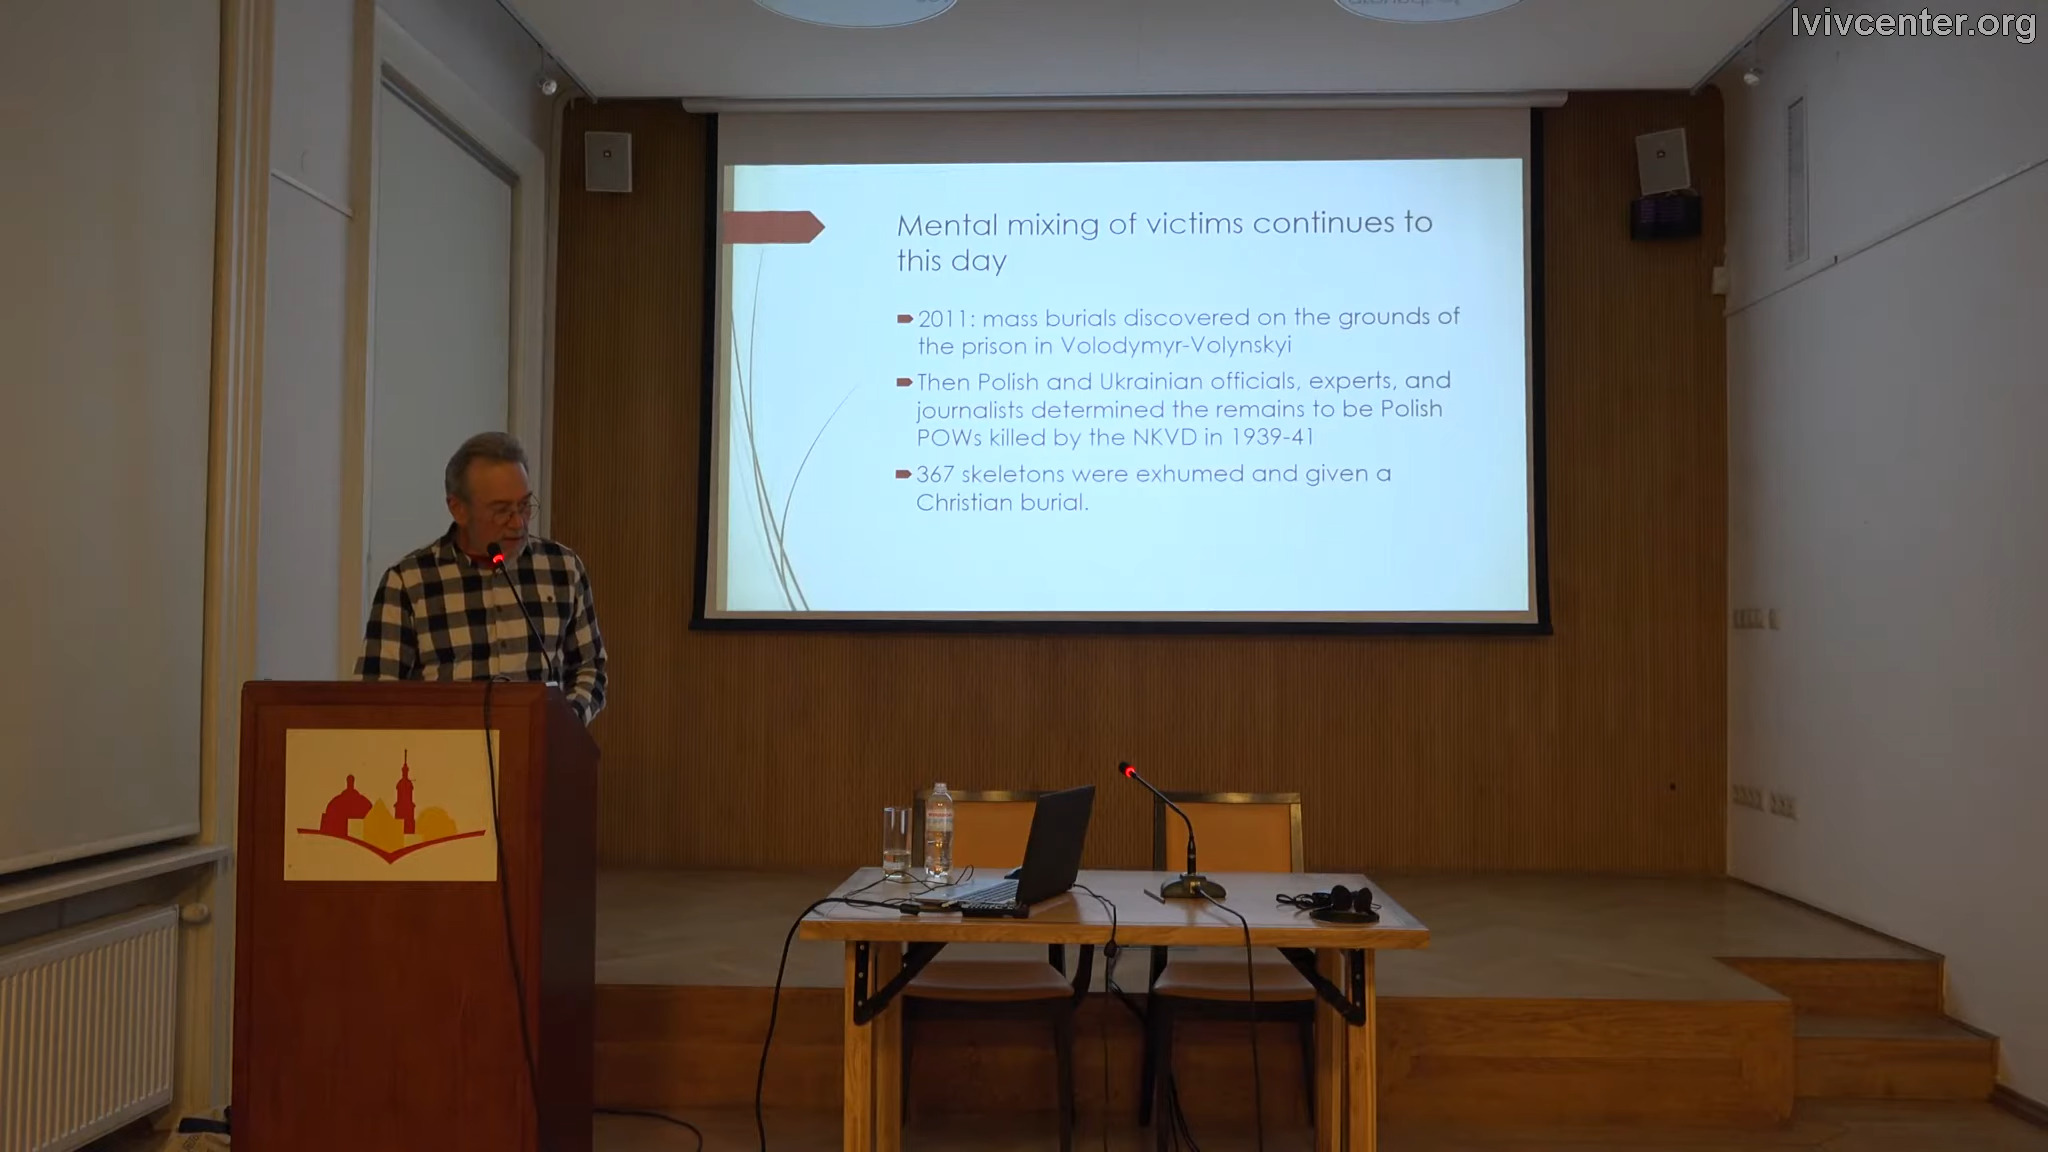 lvivcenter.org
Mental mixing of victims continues to
this day
2011: mass burials discovered on the grounds of
the prison in Volodymyr-Volynskyi
Then Polish and Ukrainian officials, experts, and
journalists determined the remains to be Polish
POWs killed by the NKVD in 1939-41
367 skeletons were exhumed and given a
Christian burial.